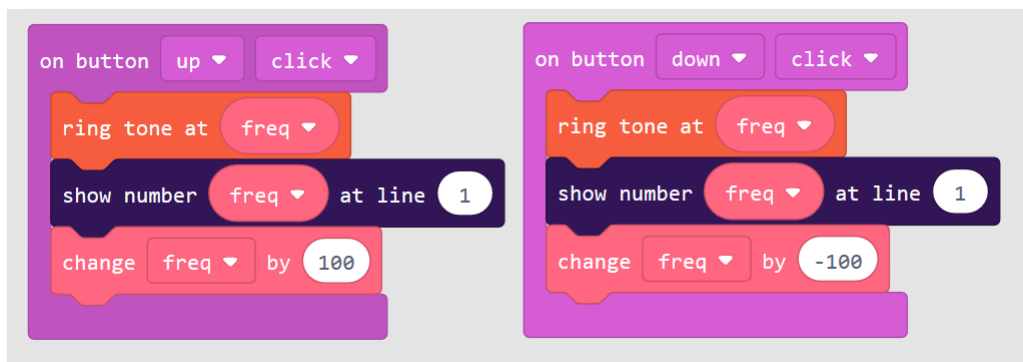 on button up click
ring tone at freq
show number freq at line 1
change freq by 100
on button down click
ring tone at freq
show number freq at line 1
change freq by -100